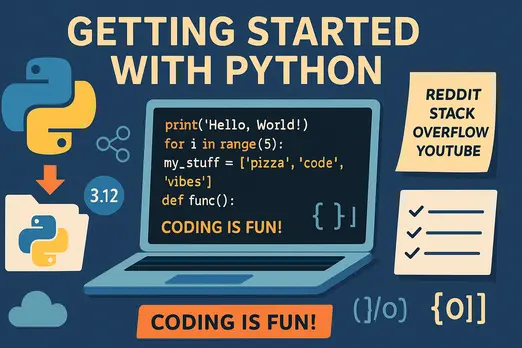 GETTING STARTED
WITH PYTHON
print('Hello, World!)
for i in range(5):
my_stuff = ['pizza', 'code',
'vibes']
def func():
CODING IS FUN!
{ } ⌋
REDDIT
STACK
OVERFLOW
YOUTUBE
3.12
CODING IS FUN!
(]/o)
{0]]